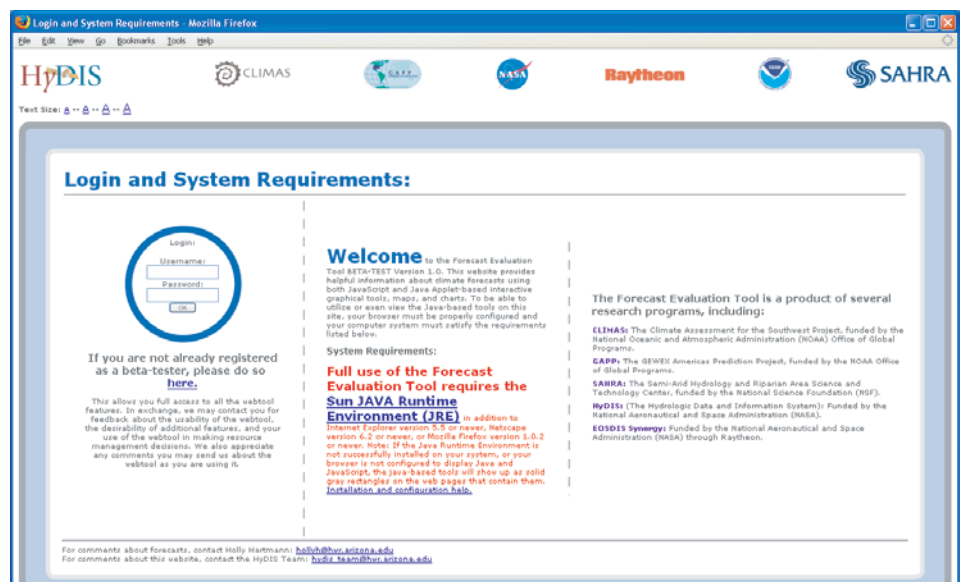 Login and System Requirements - Mozilla Firefox
File Edit View Go Bookmarks Tools Help
HyDIS CLIMAS GAPP NASA Raytheon NOAA SAHRA
Text Size: A -- A -- A -- A
Login and System Requirements:
Login:
Username:
Password:
OK
If you are not already registered
as a beta-tester, please do so
here.
This allows you full access to all the webtool
features. In exchange, we may contact you for
feedback about the usability of the webtool,
the desirability of additional features, and your
use of the webtool in making resource
management decisions. We also appreciate
any comments you may send us about the
webtool as you are using it.
Welcome to the Forecast Evaluation
Tool BETA-TEST Version 1.0. This website provides
helpful information about climate forecasts using
both JavaScript and Java Applet-based interactive
graphical tools, maps, and charts. To be able to
utilize or even view the Java-based tools on this
site, your browser must be properly configured and
your computer system must satisfy the requirements
listed below.
System Requirements:
Full use of the Forecast
Evaluation Tool requires the
Sun JAVA Runtime
Environment (JRE) in addition to
Internet Explorer version 5.5 or newer, Netscape
version 6.2 or newer, or Mozilla Firefox version 1.0.2
or newer. Note: If the Java Runtime Environment is
not successfully installed on your system, or your
browser is not configured to display Java and
JavaScript, the java-based tools will show up as solid
gray rectangles on the web pages that contain them.
Installation and configuration help.
The Forecast Evaluation Tool is a product of several
research programs, including:
CLIMAS: The Climate Assessment for the Southwest Project, funded by the
National Oceanic and Atmospheric Administration (NOAA) Office of Global
Programs.
GAPP: The GEWEX Americas Prediction Project, funded by the NOAA Office
of Global Programs.
SAHRA: The Semi-Arid Hydrology and Riparian Area Science and
Technology Center, funded by the National Science Foundation (NSF).
HyDIS: (The Hydrologic Data and Information System): Funded by the
National Aeronautical and Space Administration (NASA).
EOSDIS Synergy: Funded by the National Aeronautical and Space
Administration (NASA) through Raytheon.
For comments about forecasts, contact Holly Hartmann: hollyh@hwr.arizona.edu
For comments about this website, contact the HyDIS Team: hydis_team@hwr.arizona.edu